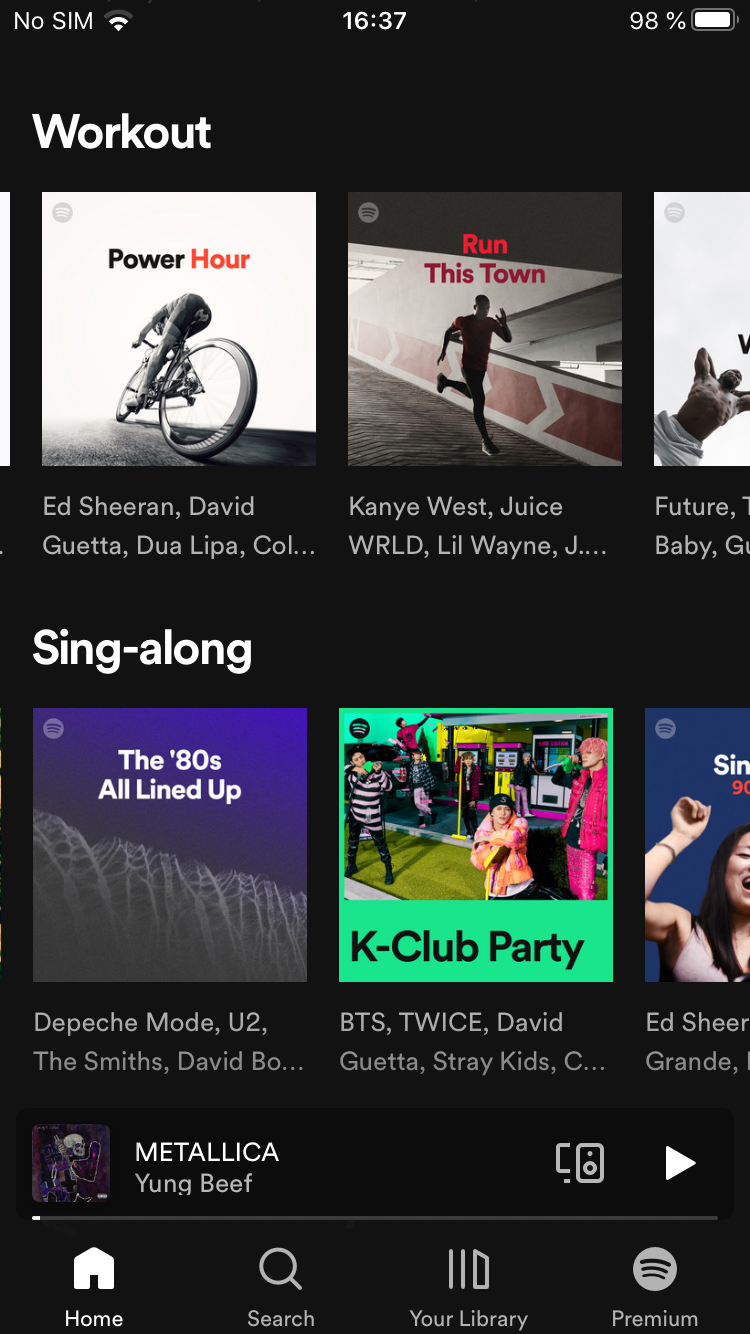 No SIM 16:37 98 %
Workout
Power Hour
Run
This Town
Ed Sheeran, David
Guetta, Dua Lipa, Col...
Kanye West, Juice
WRLD, Lil Wayne, J....
Future,
Baby,
Sing-along
The '80s
All Lined Up
K-Club Party
Depeche Mode, U2,
The Smiths, David Bo...
BTS, TWICE, David
Guetta, Stray Kids, C...
Ed Sheer
Grande,
METALLICA
Yung Beef
Home
Search
Your Library
Premium